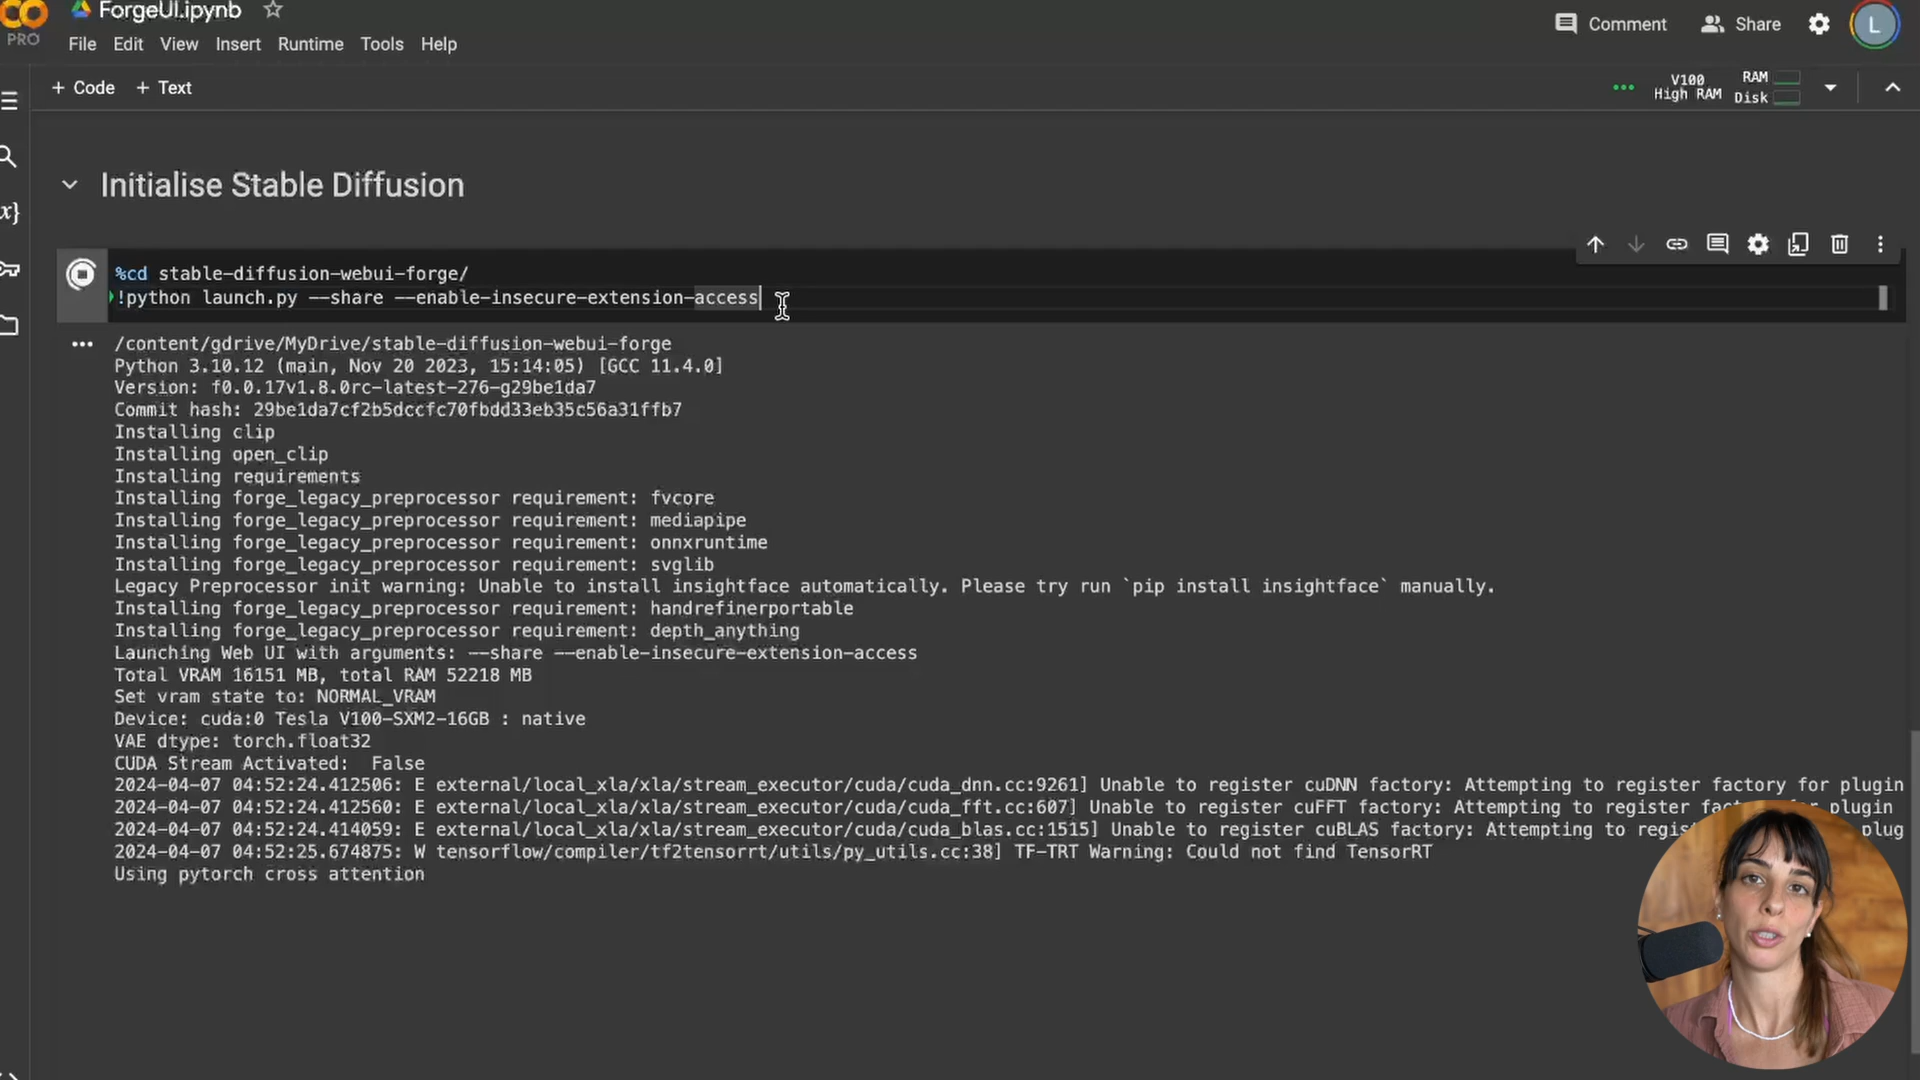 ForgeUI.ipynb
PRO
File Edit View Insert Runtime Tools Help
Comment
Share
L
+ Code + Text
V100
High RAM
RAM
Disk
{x}
Initialise Stable Diffusion
%cd stable-diffusion-webui-forge/
!python launch.py --share --enable-insecure-extension-access
/content/gdrive/MyDrive/stable-diffusion-webui-forge
Python 3.10.12 (main, Nov 20 2023, 15:14:05) [GCC 11.4.0]
Version: f0.0.17v1.8.0rc-latest-276-g29be1da7
Commit hash: 29be1da7cf2b5dccfc70fbdd33eb35c56a31ffb7
Installing clip
Installing open_clip
Installing requirements
Installing forge_legacy_preprocessor requirement: fvcore
Installing forge_legacy_preprocessor requirement: mediapipe
Installing forge_legacy_preprocessor requirement: onnxruntime
Installing forge_legacy_preprocessor requirement: svglib
Legacy Preprocessor init warning: Unable to install insightface automatically. Please try run `pip install insightface` manually.
Installing forge_legacy_preprocessor requirement: handrefinerportable
Installing forge_legacy_preprocessor requirement: depth_anything
Launching Web UI with arguments: --share --enable-insecure-extension-access
Total VRAM 16151 MB, total RAM 52218 MB
Set vram state to: NORMAL_VRAM
Device: cuda:0 Tesla V100-SXM2-16GB : native
VAE dtype: torch.float32
CUDA Stream Activated:  False
2024-04-07 04:52:24.412506: E external/local_xla/xla/stream_executor/cuda/cuda_dnn.cc:9261] Unable to register cuDNN factory: Attempting to register factory for plugin
2024-04-07 04:52:24.412560: E external/local_xla/xla/stream_executor/cuda/cuda_fft.cc:607] Unable to register cuFFT factory: Attempting to register factory for plugin
2024-04-07 04:52:24.414059: E external/local_xla/xla/stream_executor/cuda/cuda_blas.cc:1515] Unable to register cuBLAS factory: Attempting to regis plug
2024-04-07 04:52:25.674875: W tensorflow/compiler/tf2tensorrt/utils/py_utils.cc:38] TF-TRT Warning: Could not find TensorRT
Using pytorch cross attention